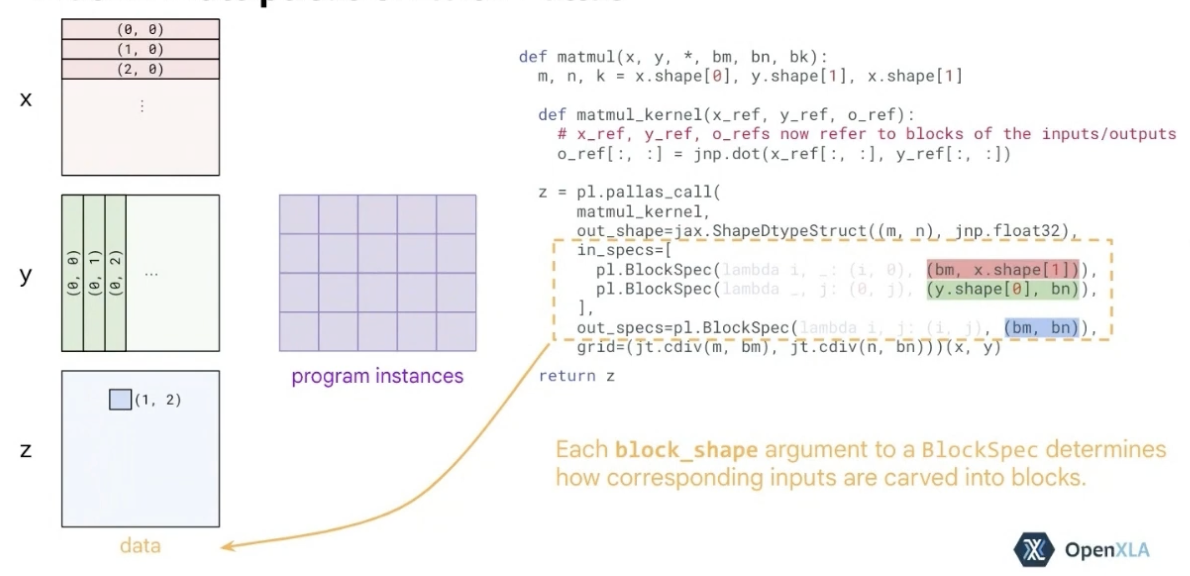 (0, 0)
(1, 0)
(2, 0)
⋮
x
(0, 0)
(0, 1)
(0, 2)
...
y
program instances
(1, 2)
z
data
def matmul(x, y, *, bm, bn, bk):
m, n, k = x.shape[0], y.shape[1], x.shape[1]
def matmul_kernel(x_ref, y_ref, o_ref):
# x_ref, y_ref, o_refs now refer to blocks of the inputs/outputs
o_ref[:, :] = jnp.dot(x_ref[:, :], y_ref[:, :])
z = pl.pallas_call(
matmul_kernel,
out_shape=jax.ShapeDtypeStruct((m, n), jnp.float32),
in_specs=[
pl.BlockSpec(lambda i, _: (i, 0), (bm, x.shape[1])),
pl.BlockSpec(lambda _, j: (0, j), (y.shape[0], bn)),
],
out_specs=pl.BlockSpec(lambda i, j: (i, j), (bm, bn)),
grid=(jt.cdiv(m, bm), jt.cdiv(n, bn)))(x, y)
return z
Each block_shape argument to a BlockSpec determines
how corresponding inputs are carved into blocks.
OpenXLA